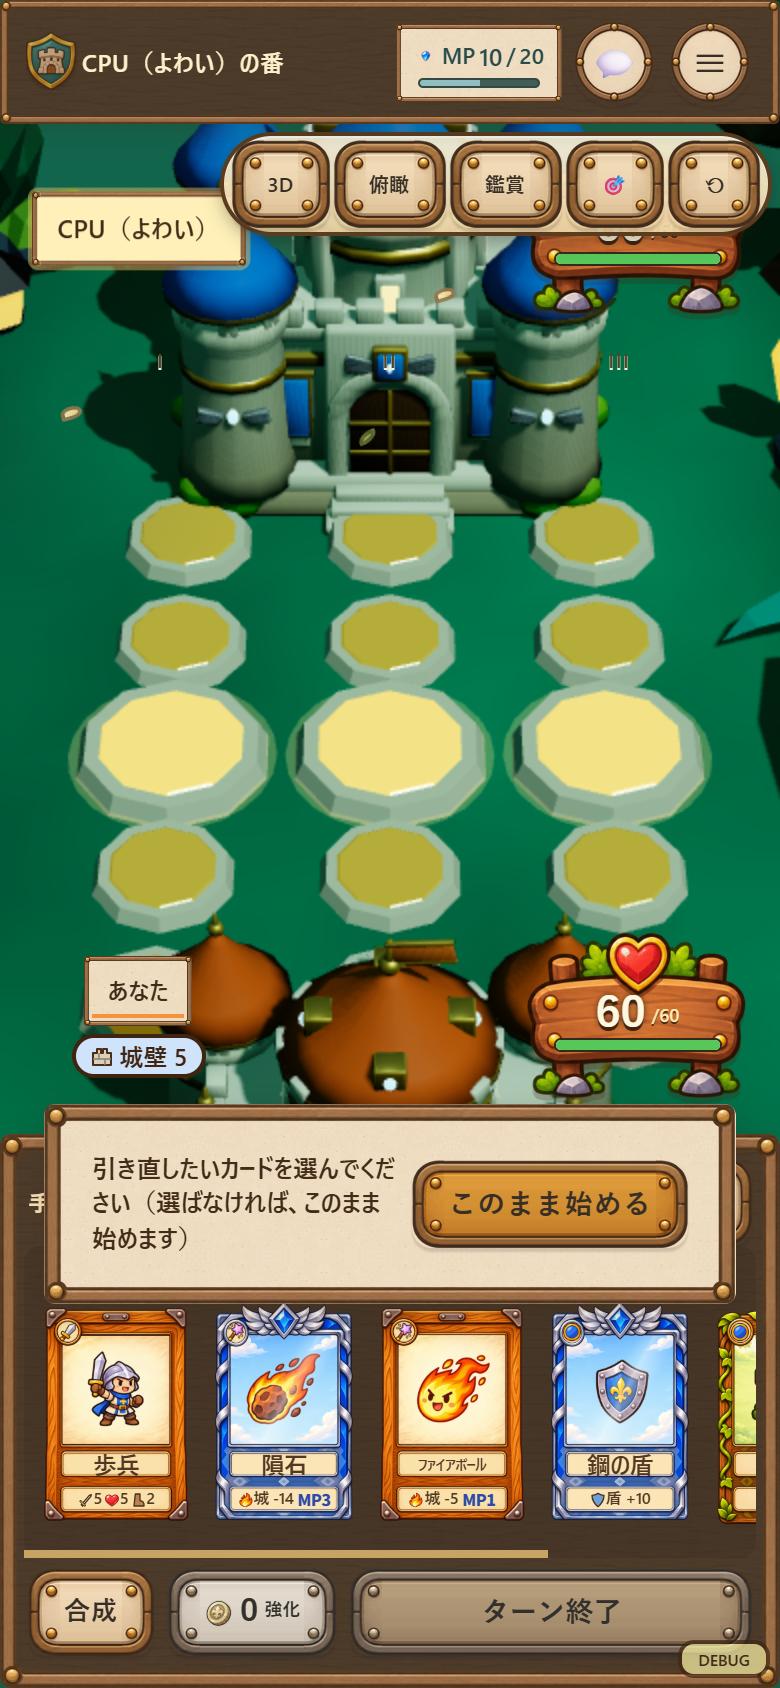 CPU（よわい）の番
MP 10 / 20
3D
俯瞰
鑑賞
CPU（よわい）
I
II
III
あなた
城壁 5
60 /60
引き直したいカードを選んでくだ
さい（選ばなければ、このまま
始めます）
このまま始める
手
歩兵
5 5 2
隕石
城 -14 MP3
ファイアボール
城 -5 MP1
鋼の盾
盾 +10
合成
0 強化
ターン終了
DEBUG